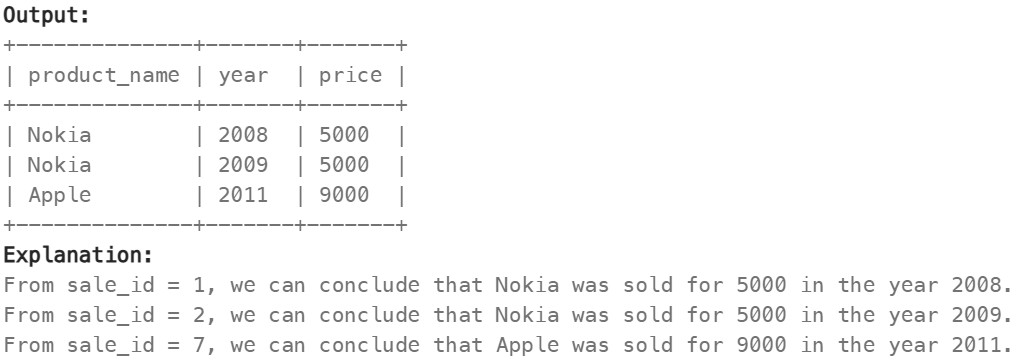 Output:
+--------------+-------+-------+
| product_name | year  | price |
+--------------+-------+-------+
| Nokia        | 2008  | 5000  |
| Nokia        | 2009  | 5000  |
| Apple        | 2011  | 9000  |
+--------------+-------+-------+
Explanation:
From sale_id = 1, we can conclude that Nokia was sold for 5000 in the year 2008.
From sale_id = 2, we can conclude that Nokia was sold for 5000 in the year 2009.
From sale_id = 7, we can conclude that Apple was sold for 9000 in the year 2011.